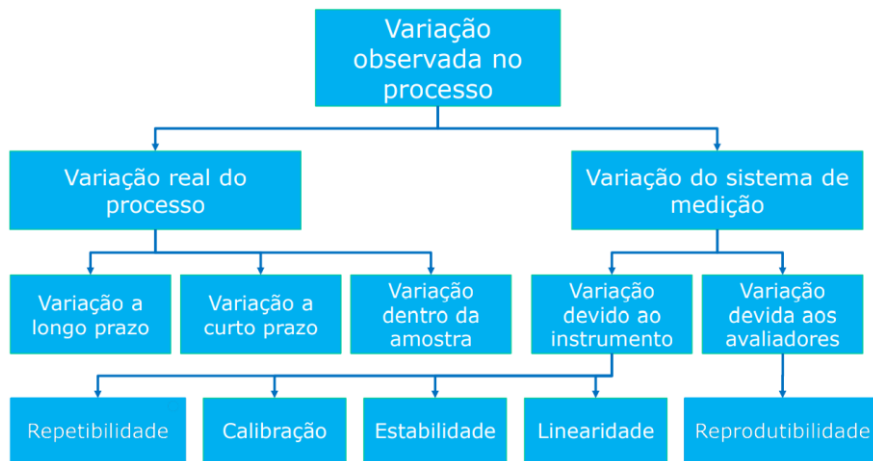 Variação
observada no
processo
Variação real do
processo
Variação do sistema de
medição
Variação a
longo prazo
Variação a
curto prazo
Variação
dentro da
amostra
Variação
devido ao
instrumento
Variação
devida aos
avaliadores
Repetibilidade
Calibração
Estabilidade
Linearidade
Reprodutibilidade